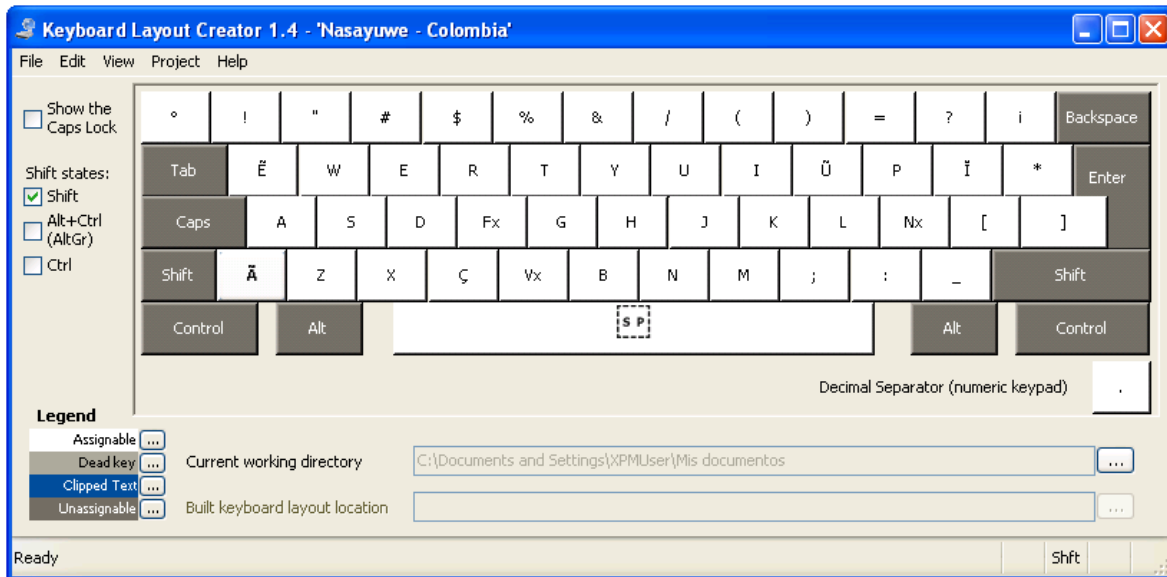 Keyboard Layout Creator 1.4 - 'Nasayuwe - Colombia'
File Edit View Project Help
Show the Caps Lock
° ! " # $ % & / ( ) = ? ¡ Backspace
Shift states:
Tab Ẽ W E R T Y U I Ũ P Ĩ * Enter
Shift
Caps A S D Fx G H J K L Nx [ ]
Alt+Ctrl (AltGr)
Ctrl
Shift Ã Z X Ç Vx B N M ; : _ Shift
Control Alt SP Alt Control
Decimal Separator (numeric keypad) .
Legend
Assignable ...
Dead key ...
Clipped Text ...
Unassignable ...
Current working directory C:\Documents and Settings\XPMUser\Mis documentos ...
Built keyboard layout location ...
Ready Shft